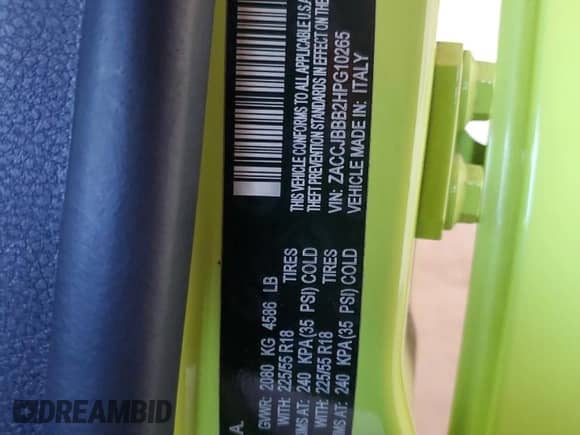 THIS VEHICLE CONFORMS TO ALL APPLICABLE U.S.A.
THEFT PREVENTION STANDARDS IN EFFECT ON THE
VIN: ZACCJBBB2HPG10265
VEHICLE MADE IN: ITALY
A.
GVWR: 2080 KG 4586 LB
WITH: 225/55 R18 TIRES
AT: 240 KPA(35 PSI) COLD
WITH: 225/55 R18 TIRES
AT: 240 KPA(35 PSI) COLD
DREAMBID